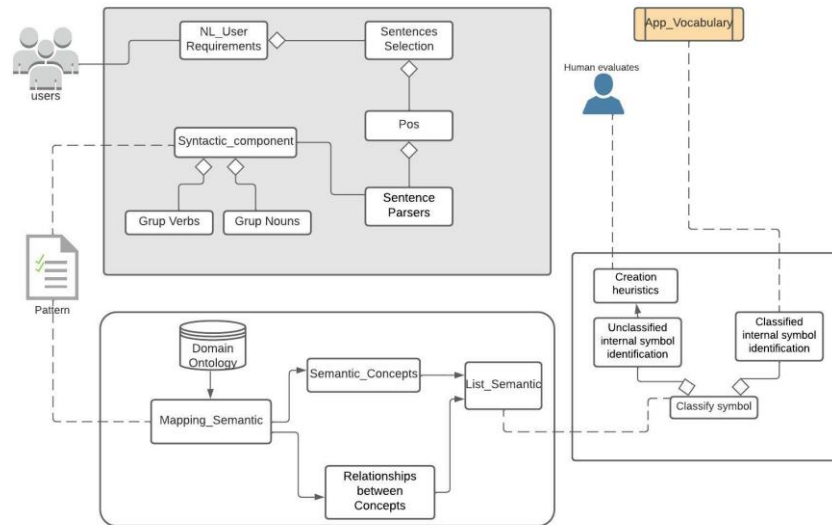 users
NL_User
Requirements
Sentences
Selection
App_Vocabulary
Human evaluates
Pos
Syntactic_component
Grup Verbs
Grup Nouns
Sentence
Parsers
Pattern
Creation
heuristics
Unclassified
internal symbol
identification
Classified
internal symbol
identification
Classify symbol
Domain
Ontology
Semantic_Concepts
List_Semantic
Mapping_Semantic
Relationships
between
Concepts